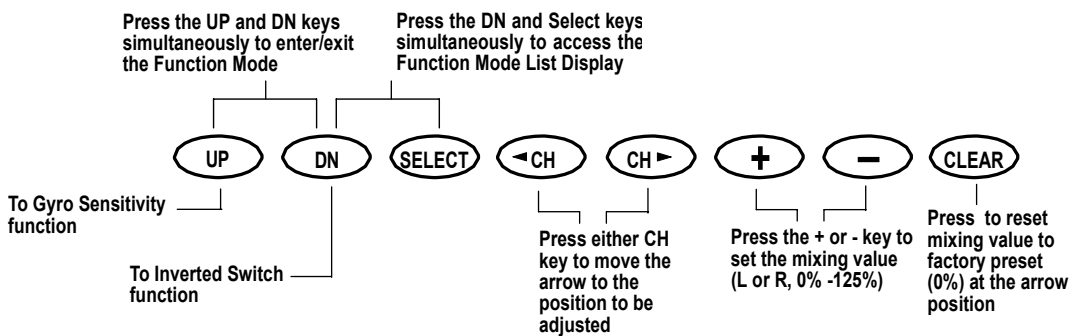 Press the UP and DN keys
simultaneously to enter/exit
the Function Mode
Press the DN and Select keys
simultaneously to access the
Function Mode List Display
UP
DN
SELECT
◄CH
CH►
+
−
CLEAR
To Gyro Sensitivity
function
To Inverted Switch
function
Press either CH
key to move the
arrow to the
position to be
adjusted
Press the + or - key to
set the mixing value
(L or R, 0% -125%)
Press to reset
mixing value to
factory preset
(0%) at the arrow
position